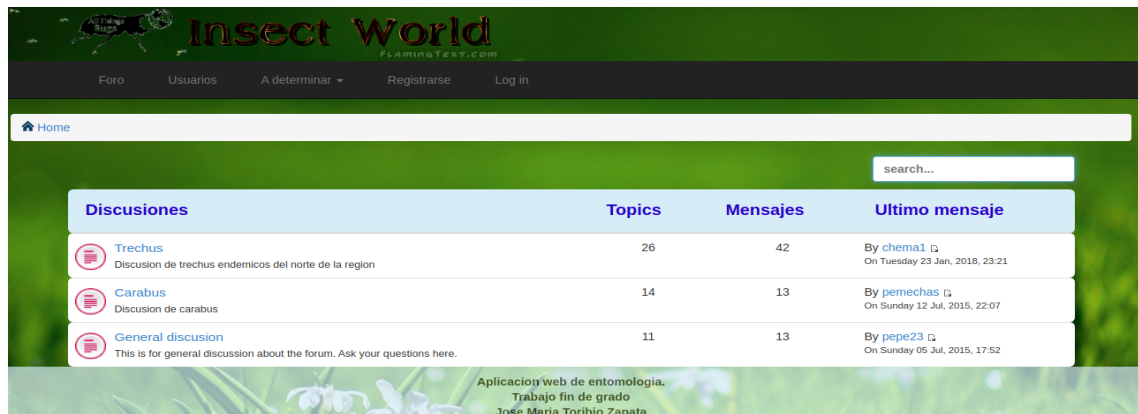 All Things
Bugs
Insect World
FlamingText.com
Foro Usuarios A determinar Registrarse Log in
Home
search...
Discusiones Topics Mensajes Ultimo mensaje
Trechus 26 42 By chema1
Discusion de trechus endemicos del norte de la region On Tuesday 23 Jan, 2018, 23:21
Carabus 14 13 By pemechas
Discusion de carabus On Sunday 12 Jul, 2015, 22:07
General discusion 11 13 By pepe23
This is for general discussion about the forum. Ask your questions here. On Sunday 05 Jul, 2015, 17:52
Aplicacion web de entomologia.
Trabajo fin de grado
Jose Maria Toribio Zapata